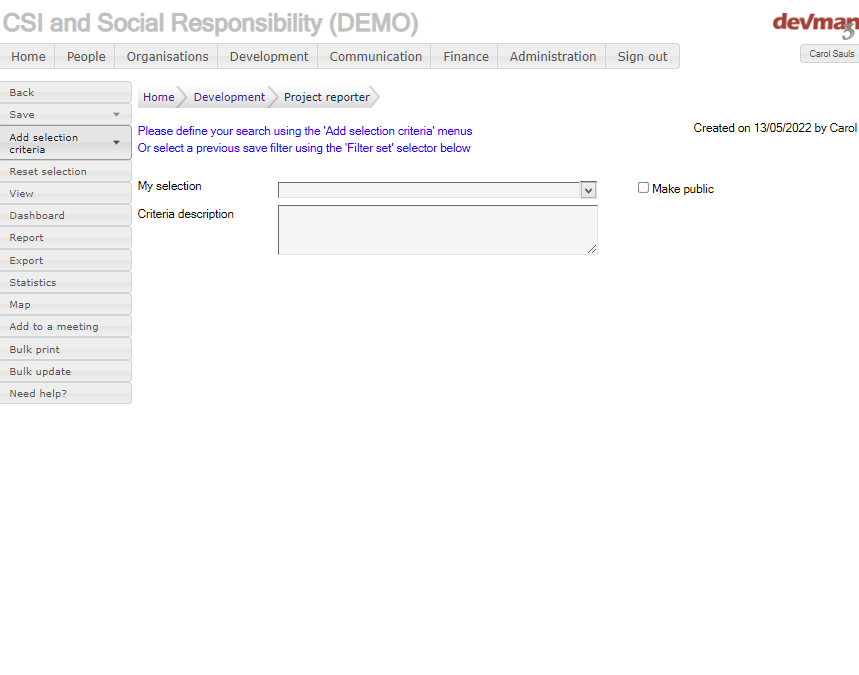 CSI and Social Responsibility (DEMO)
devman
3
Home People Organisations Development Communication Finance Administration Sign out
Carol Sauls
Back
Save
Add selection
criteria
Reset selection
View
Dashboard
Report
Export
Statistics
Map
Add to a meeting
Bulk print
Bulk update
Need help?
Home Development Project reporter
Please define your search using the 'Add selection criteria' menus
Or select a previous save filter using the 'Filter set' selector below
Created on 13/05/2022 by Carol
My selection
Make public
Criteria description